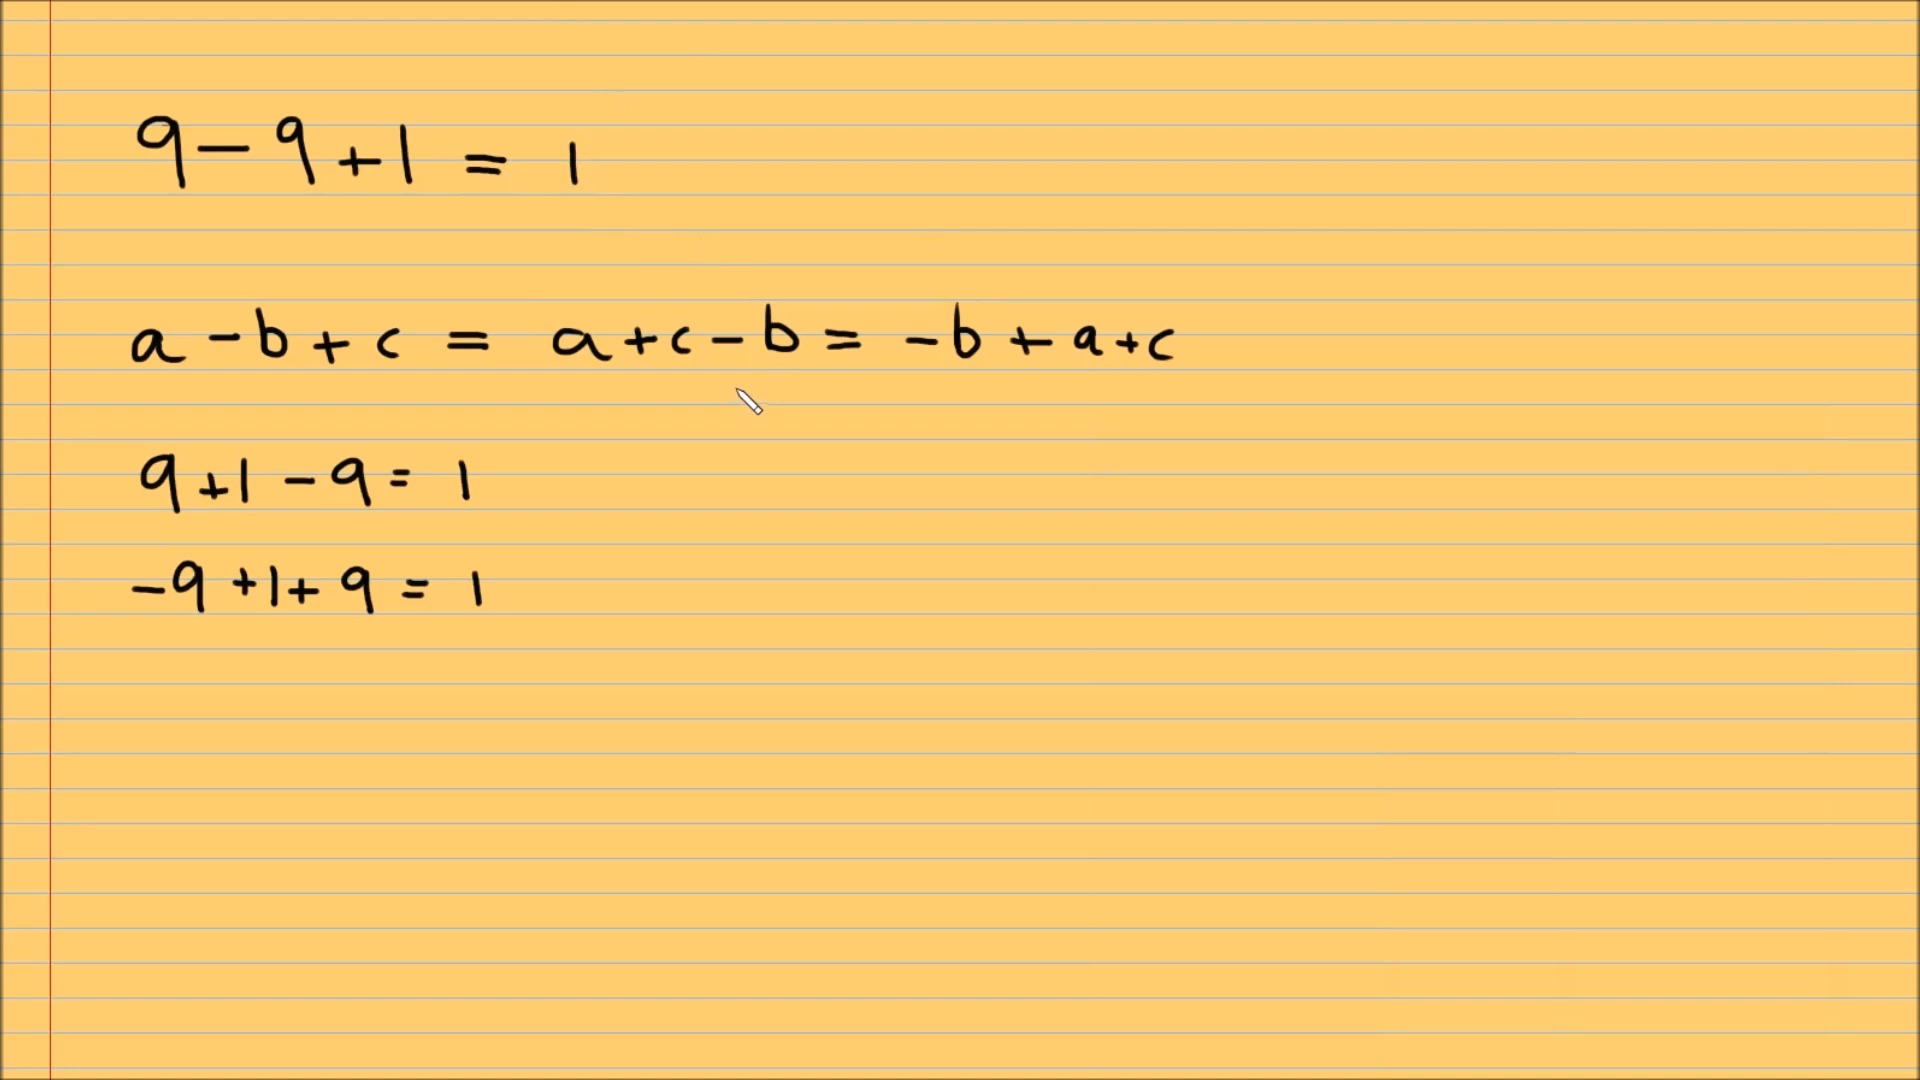 9 - 9 + 1 = 1
a - b + c = a + c - b = - b + a + c
9 + 1 - 9 = 1
- 9 + 1 + 9 = 1